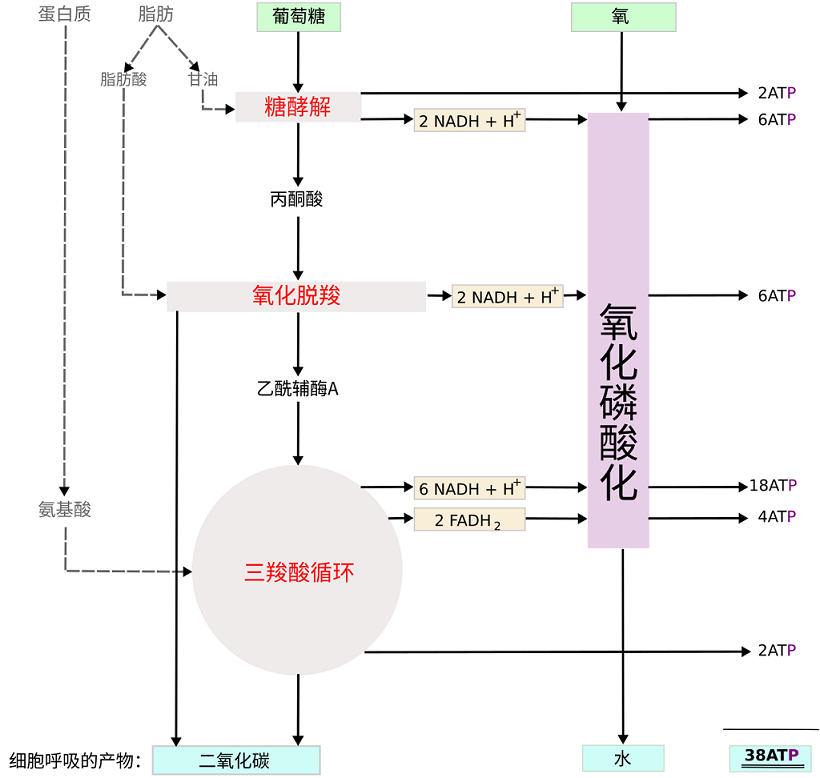 蛋白质
脂肪
葡萄糖
氧
脂肪酸
甘油
糖酵解
2ATP
2 NADH + H+
6ATP
丙酮酸
氧化脱羧
2 NADH + H+
6ATP
氧化磷酸化
乙酰辅酶A
6 NADH + H+
18ATP
氨基酸
2 FADH2
4ATP
三羧酸循环
2ATP
细胞呼吸的产物：
二氧化碳
水
38ATP